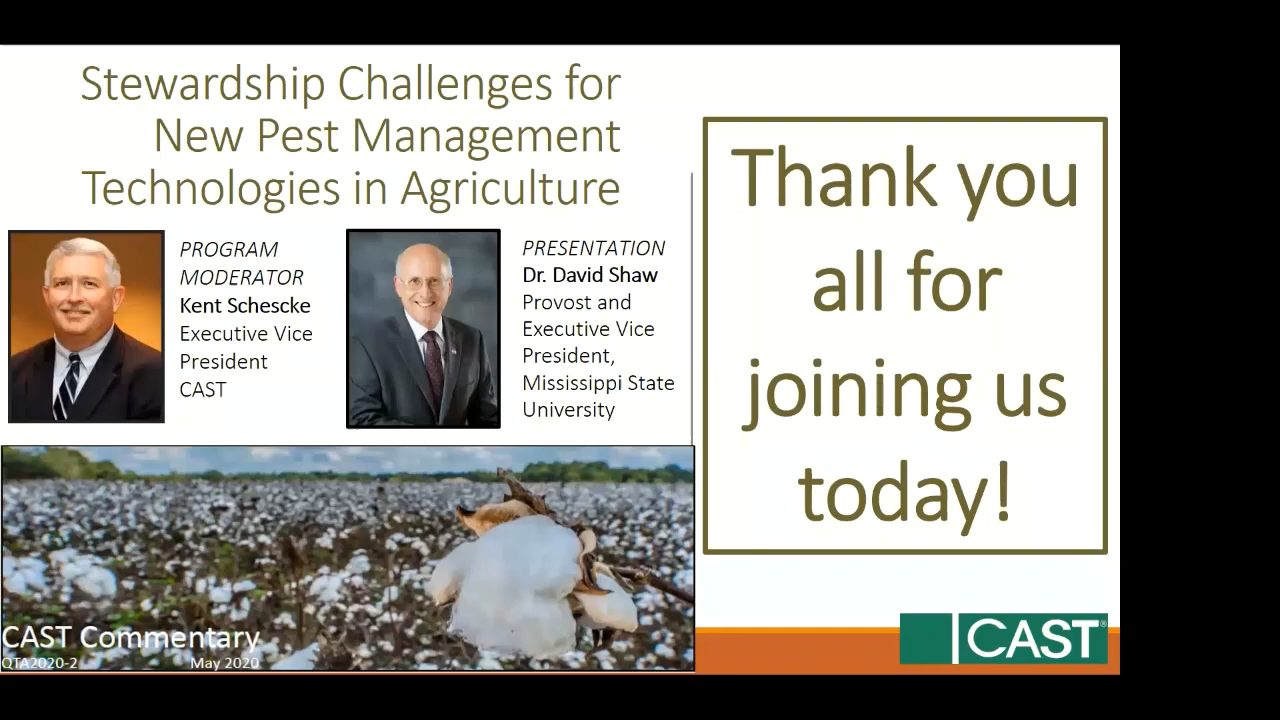 Stewardship Challenges for
New Pest Management
Technologies in Agriculture
PROGRAM
MODERATOR
Kent Schescke
Executive Vice
President
CAST
PRESENTATION
Dr. David Shaw
Provost and
Executive Vice
President,
Mississippi State
University
CAST Commentary
QTA2020-2 May 2020
Thank you
all for
joining us
today!
CAST®